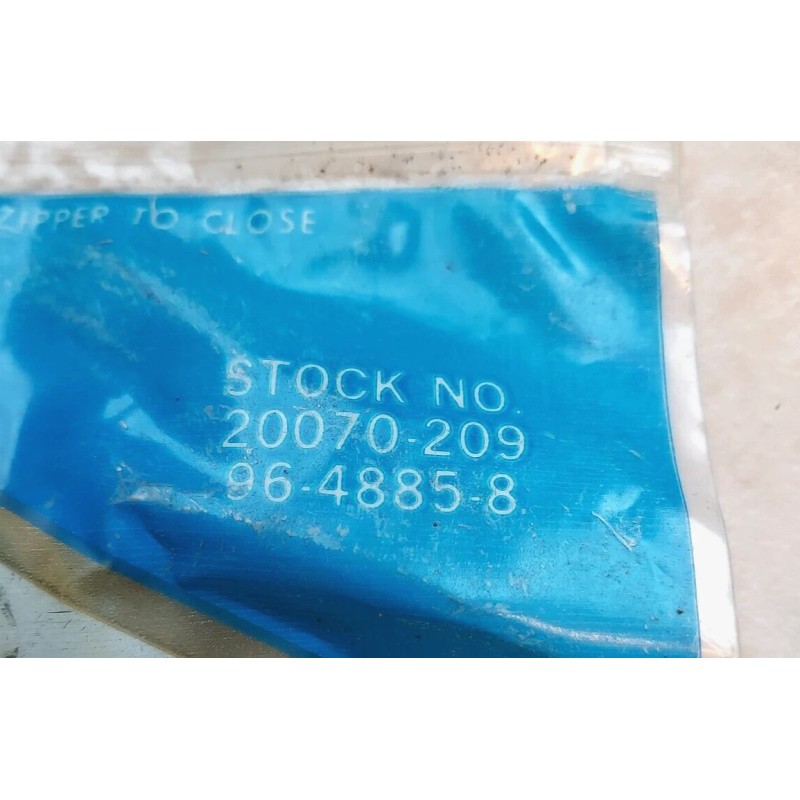 ZIPPER TO CLOSE
STOCK NO.
20070-209
96-4885-8